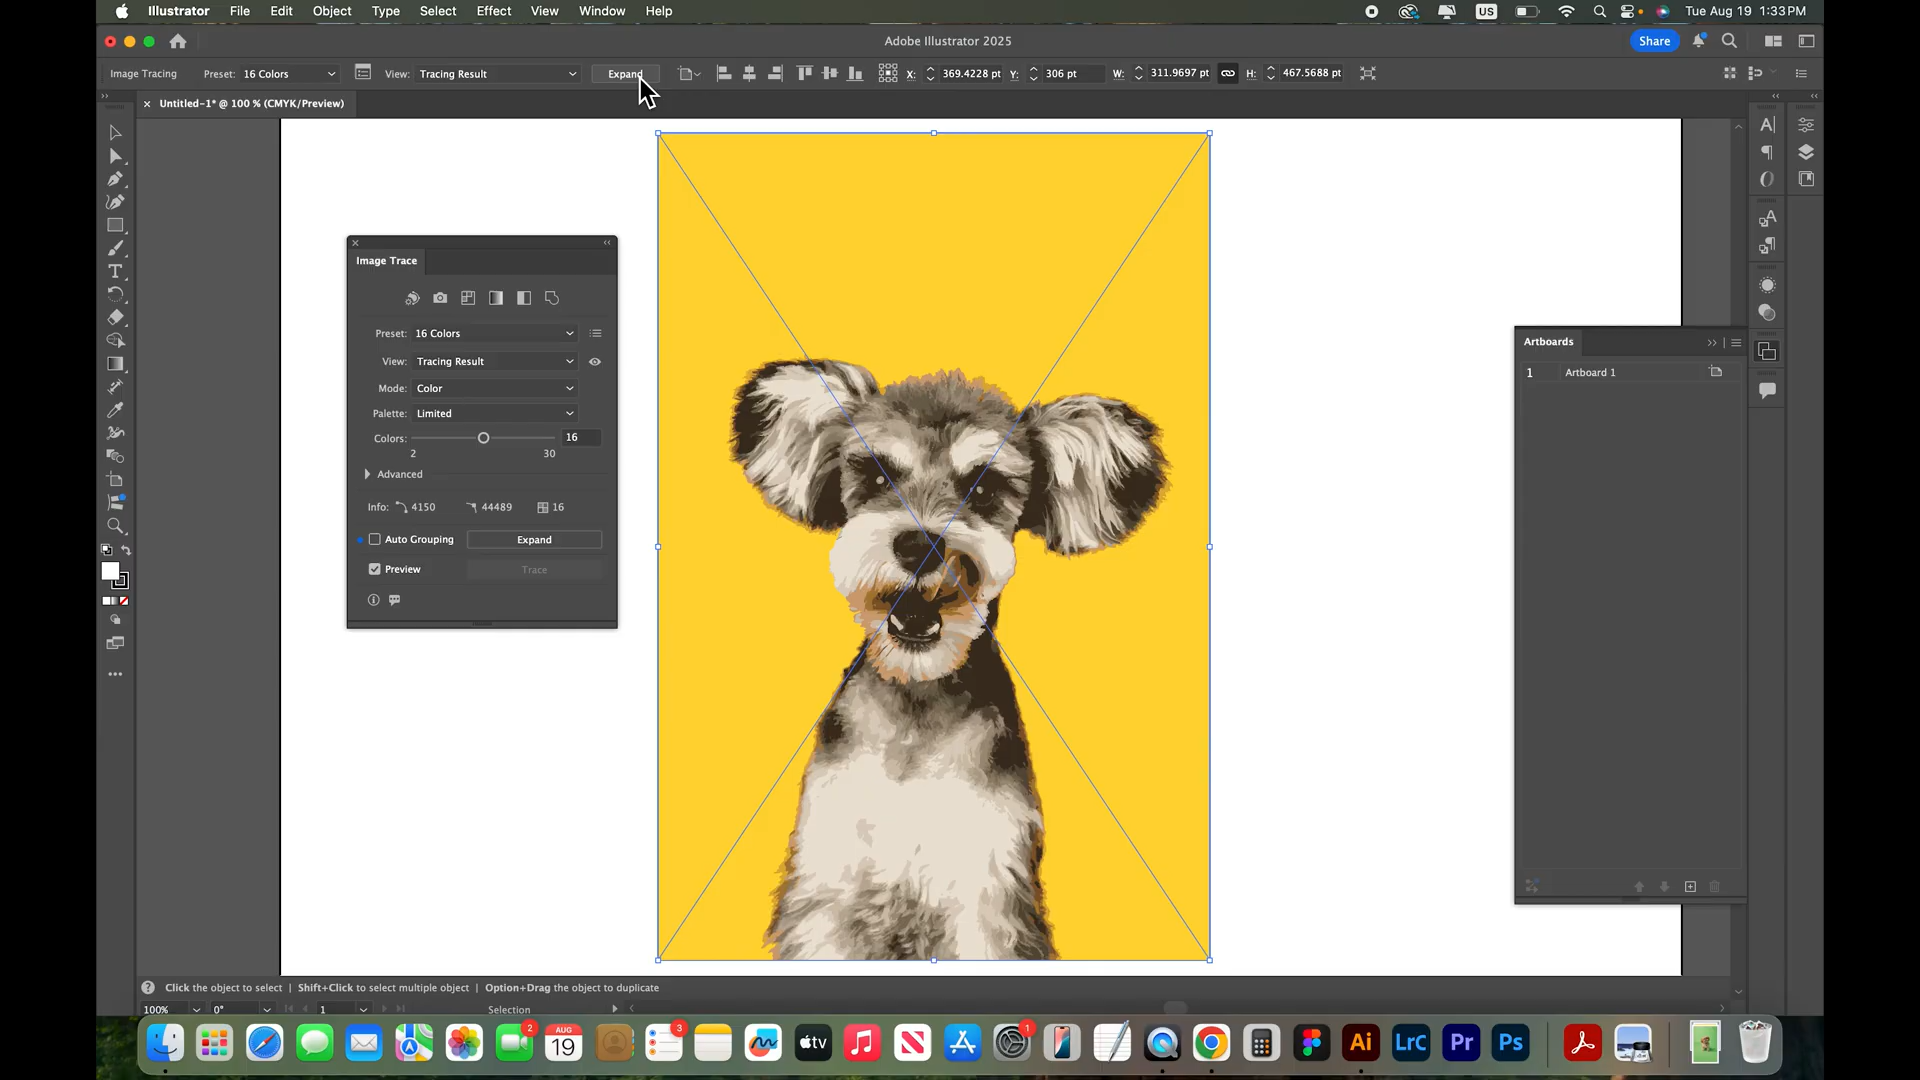 Illustrator File Edit Object Type Select Effect View Window Help US Tue Aug 19 1:33 PM
Adobe Illustrator 2025 Share
Image Tracing Preset: 16 Colors View: Tracing Result Expand X: 369.4228 pt Y: 306 pt W: 311.9697 pt H: 467.5688 pt
× Untitled-1* @ 100 % (CMYK/Preview)
Image Trace
Preset: 16 Colors
View: Tracing Result
Mode: Color
Palette: Limited
Colors: 16
2 30
Advanced
Info: 4150 44489 16
Auto Grouping Expand
Preview Trace
Artboards
1 Artboard 1
Click the object to select | Shift+Click to select multiple object | Option+Drag the object to duplicate
100% 0° 1 Selection
2 AUG 19 3 tv 1 Ai LrC Pr Ps